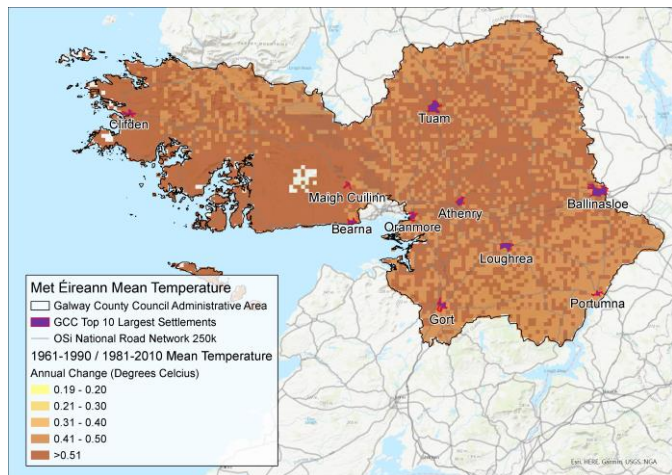 Clifden
Tuam
Maigh Cuilinn
Bearna
Oranmore
Athenry
Ballinasloe
Loughrea
Portumna
Gort
Met Éireann Mean Temperature
Galway County Council Administrative Area
GCC Top 10 Largest Settlements
OSi National Road Network 250k
1961-1990 / 1981-2010 Mean Temperature
Annual Change (Degrees Celcius)
0.19 - 0.20
0.21 - 0.30
0.31 - 0.40
0.41 - 0.50
>0.51
Esri, HERE, Garmin, USGS, NGA